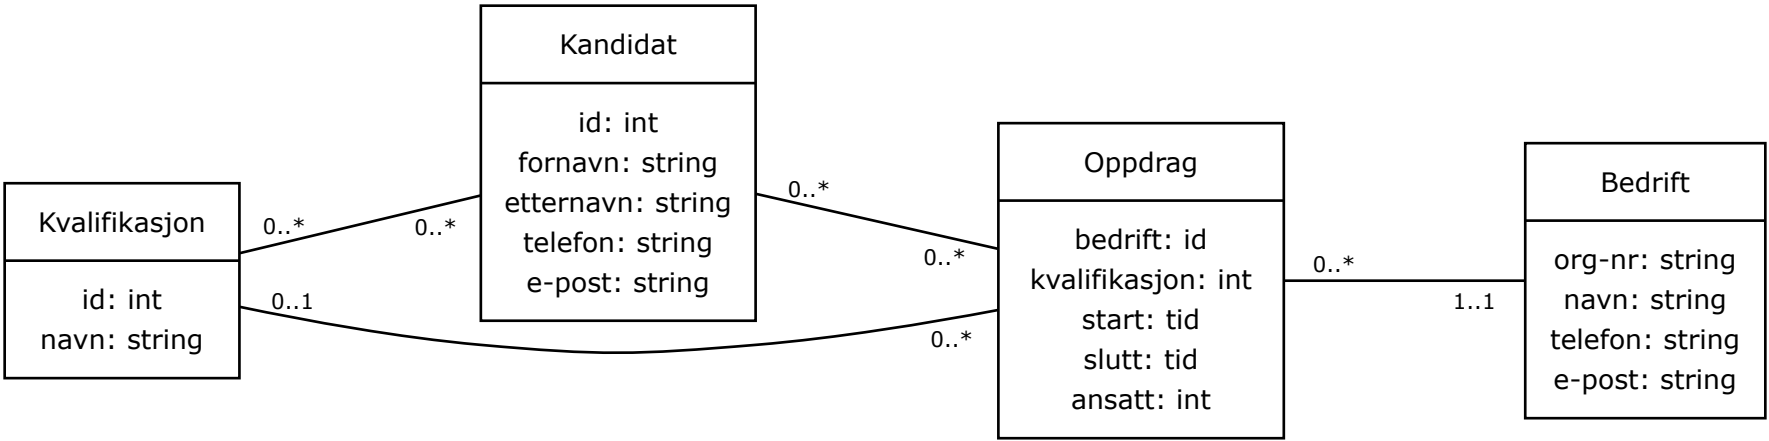 Kvalifikasjon
id: int
navn: string
0..*
0..*
0..1
0..*
Kandidat
id: int
fornavn: string
etternavn: string
telefon: string
e-post: string
0..*
0..*
Oppdrag
bedrift: id
kvalifikasjon: int
start: tid
slutt: tid
ansatt: int
0..*
1..1
Bedrift
org-nr: string
navn: string
telefon: string
e-post: string